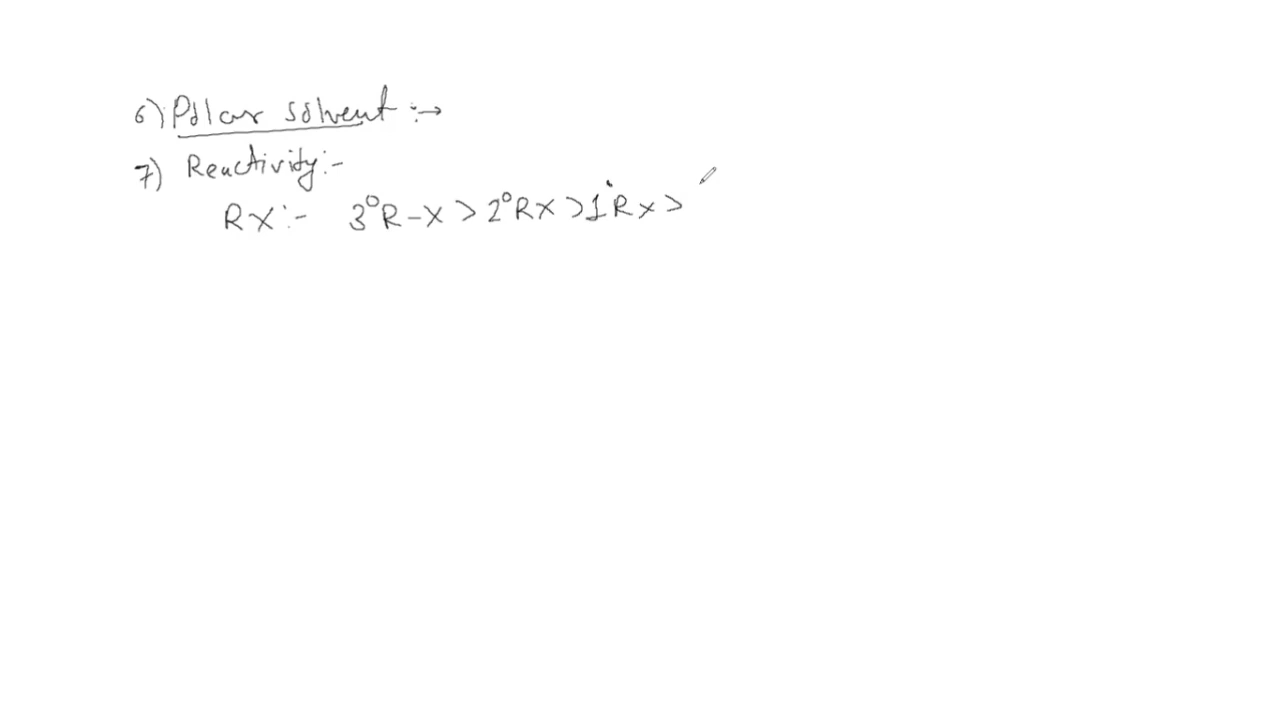 6) Polar solvent :→
7) Reactivity :-
RX :- 3°R-X > 2°RX > 1°RX >